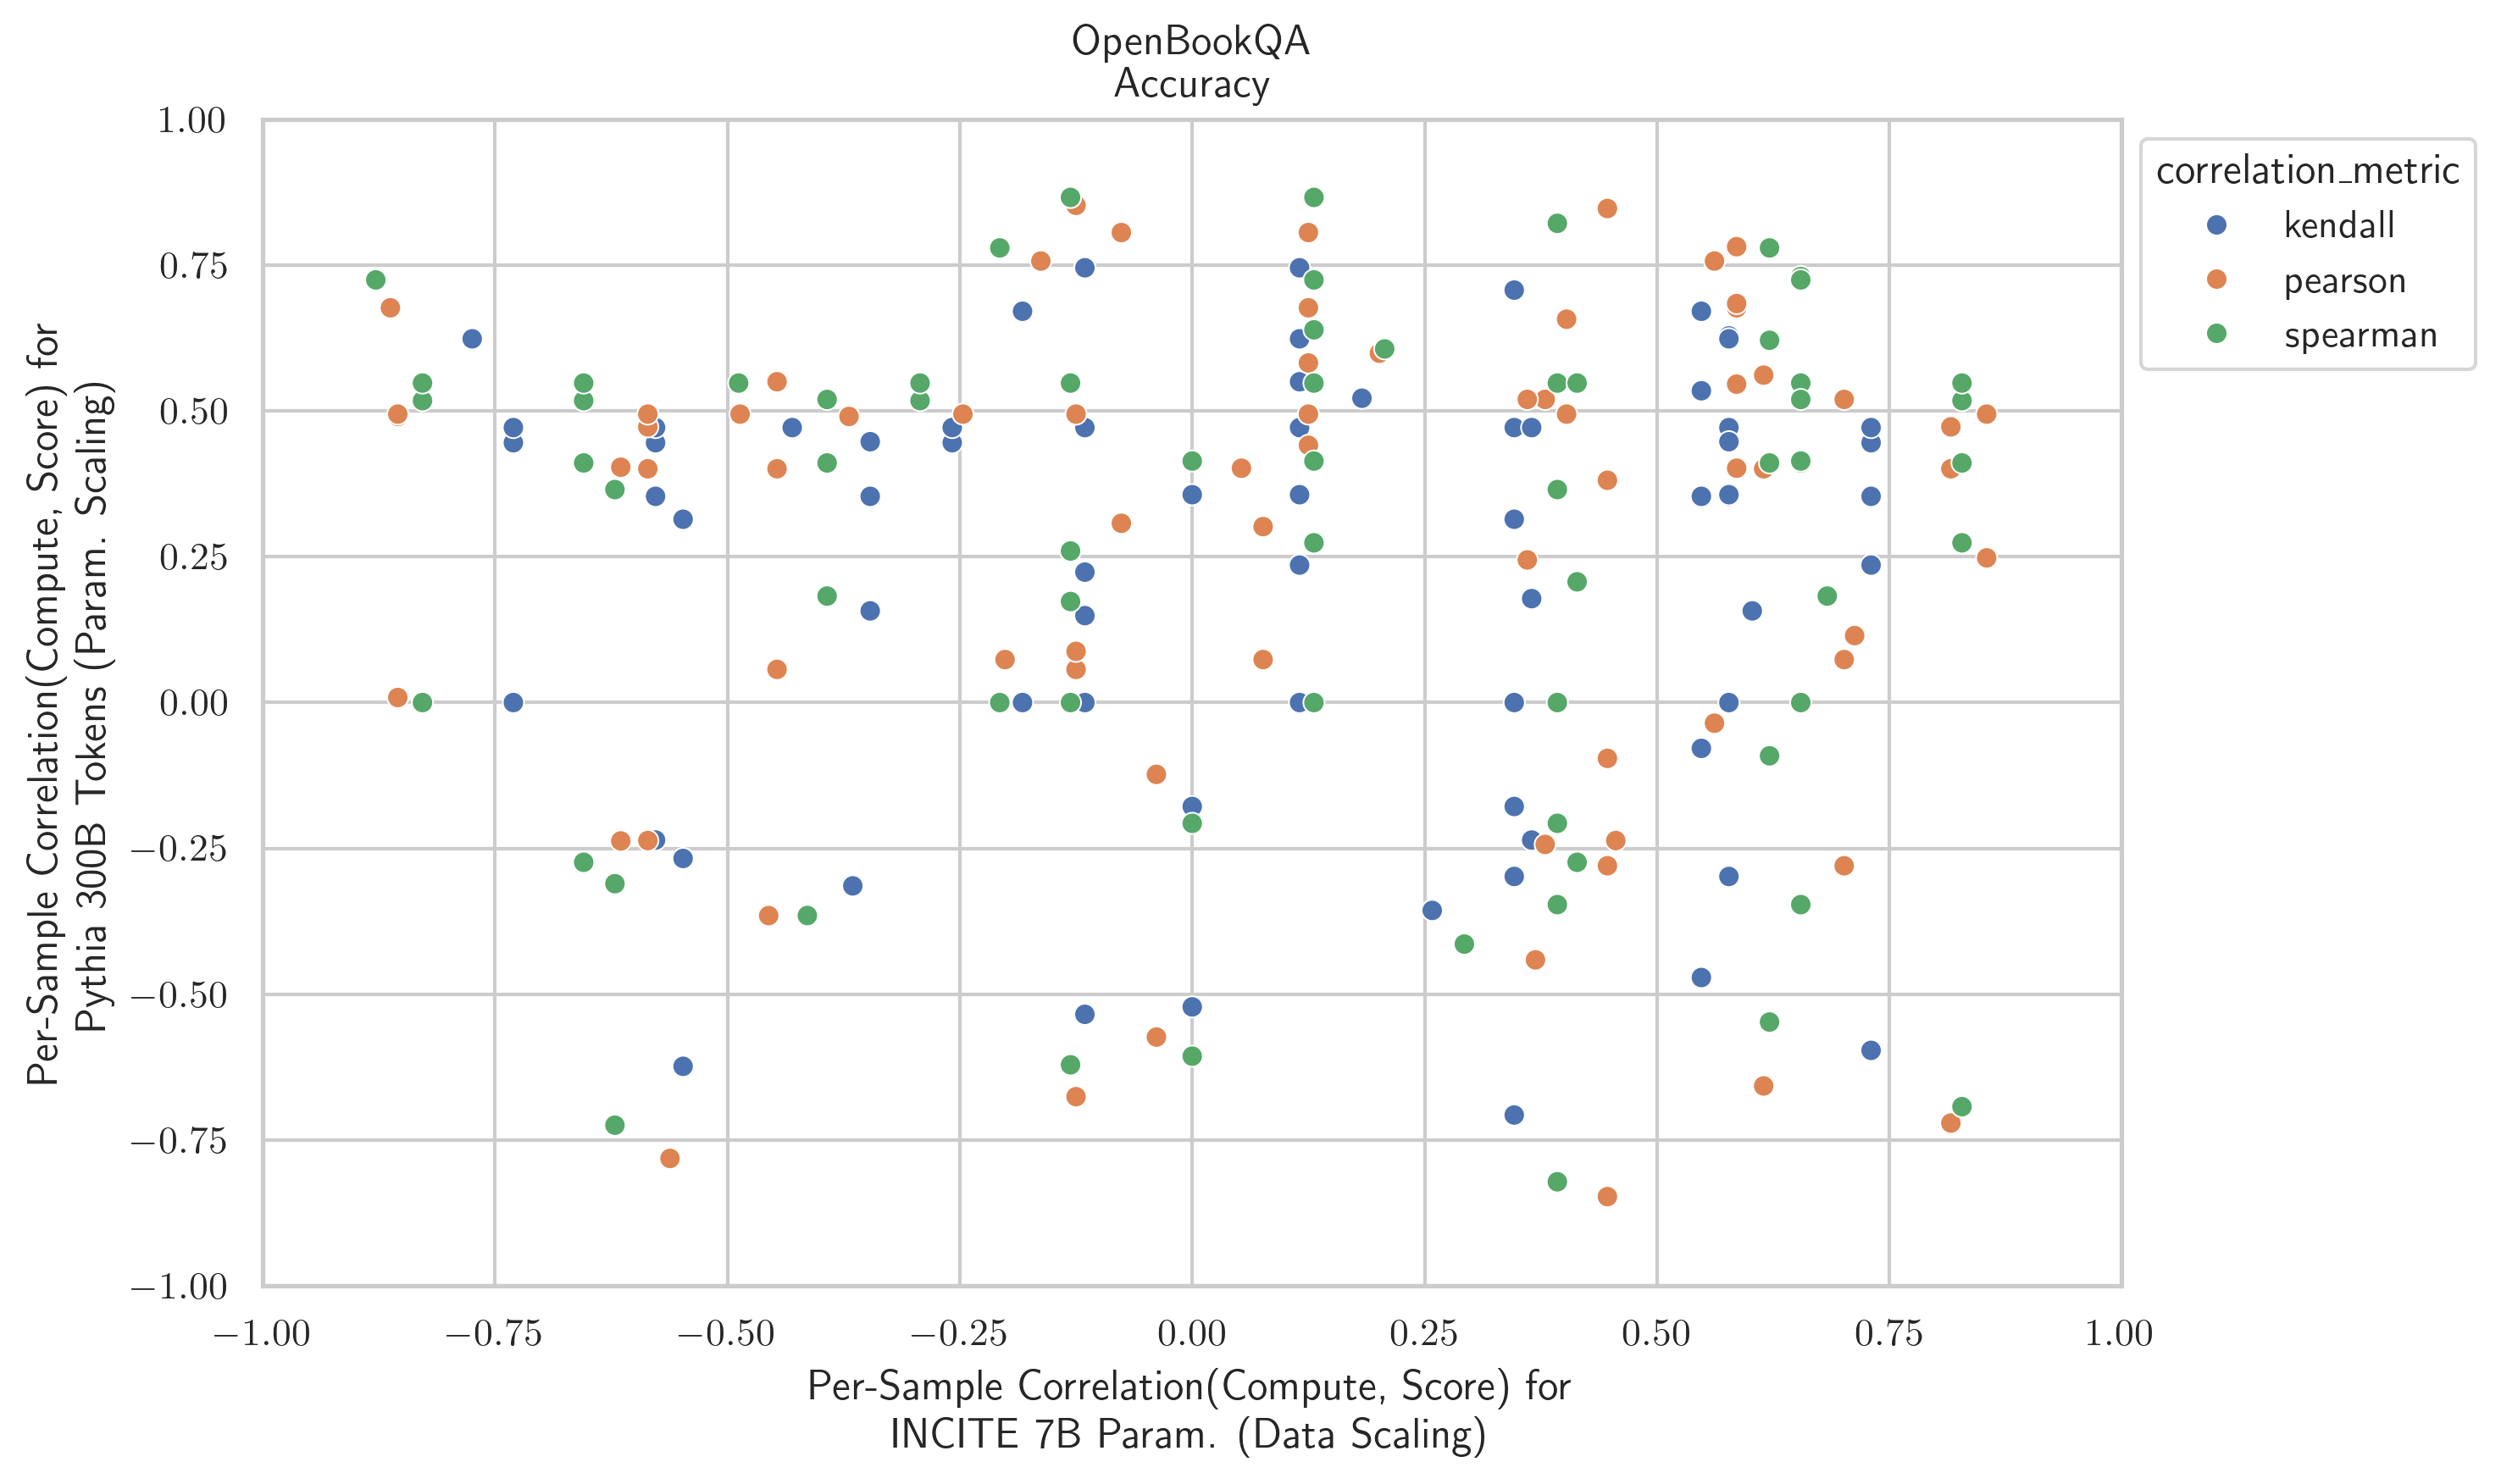 OpenBookQA
Accuracy
1.00
0.75
0.50
0.25
0.00
−0.25
−0.50
−0.75
−1.00
Per-Sample Correlation(Compute, Score) for
Pythia 300B Tokens (Param. Scaling)
−1.00
−0.75
−0.50
−0.25
0.00
0.25
0.50
0.75
1.00
Per-Sample Correlation(Compute, Score) for
INCITE 7B Param. (Data Scaling)
correlation_metric
kendall
pearson
spearman